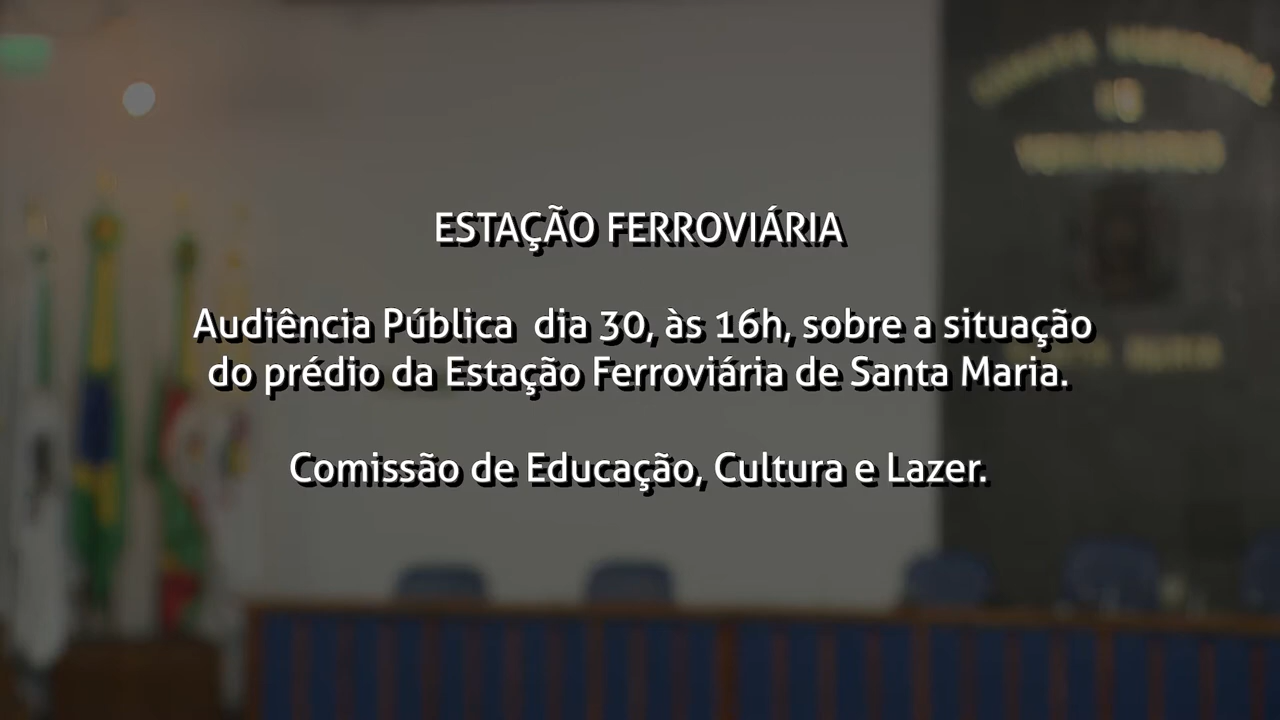 ESTAÇÃO FERROVIÁRIA
Audiência Pública  dia 30, às 16h, sobre a situação
do prédio da Estação Ferroviária de Santa Maria.
Comissão de Educação, Cultura e Lazer.